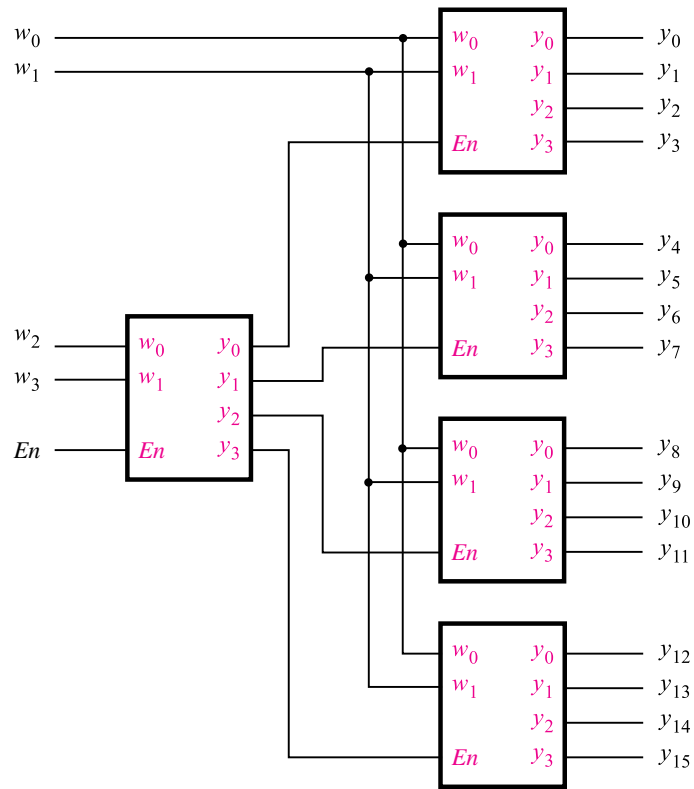 w0 w0 y0 y0
w1 w1 y1 y1
y2 y2
En y3 y3
w0 y0 y4
w1 y1 y5
y2 y6
En y3 y7
w2 w0 y0
w3 w1 y1
y2
En En y3
w0 y0 y8
w1 y1 y9
y2 y10
En y3 y11
w0 y0 y12
w1 y1 y13
y2 y14
En y3 y15